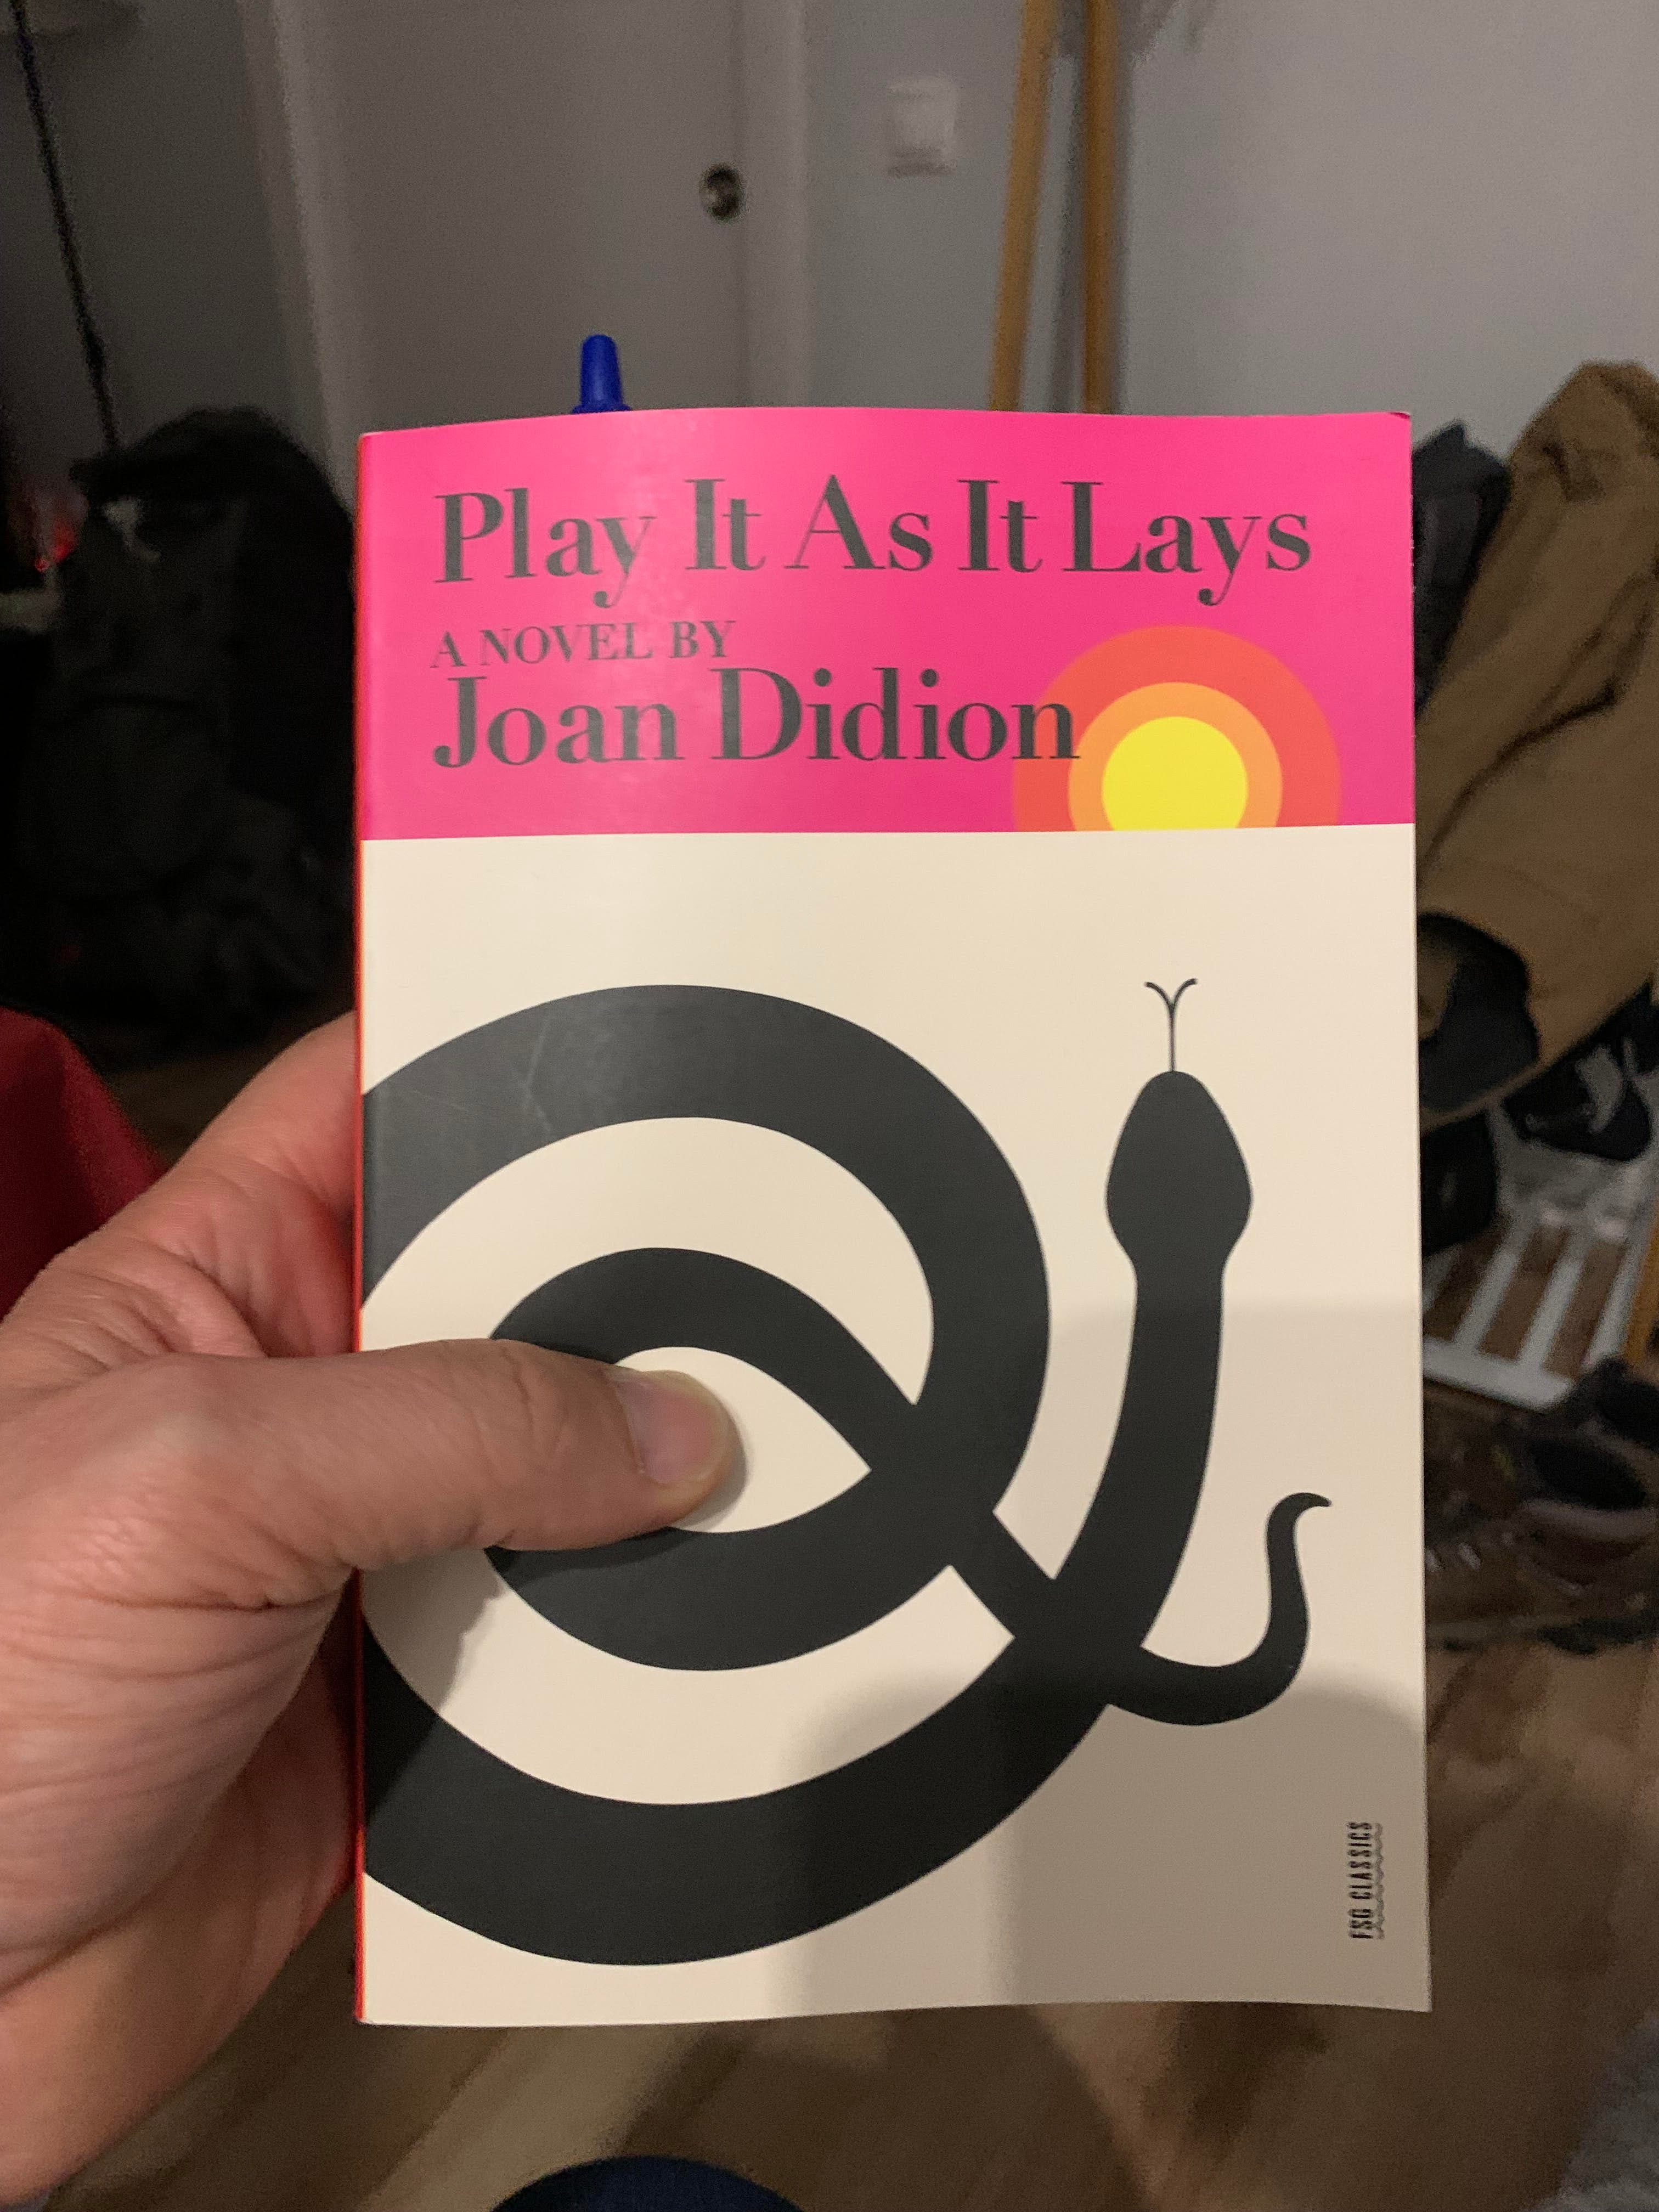 Play It As It Lays
A NOVEL BY
Joan Didion
FSG CLASSICS